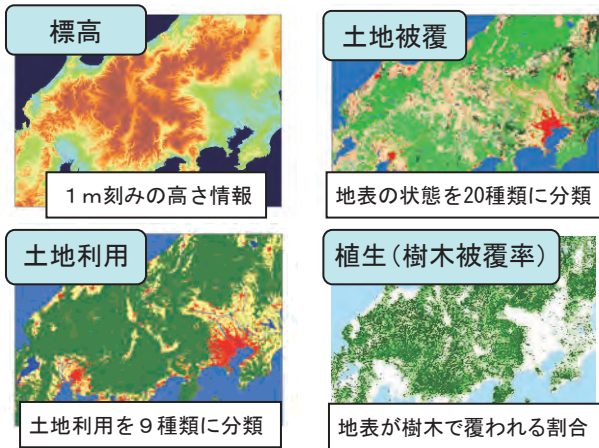 標高
1m刻みの高さ情報
土地被覆
地表の状態を20種類に分類
土地利用
土地利用を9種類に分類
植生(樹木被覆率)
地表が樹木で覆われる割合